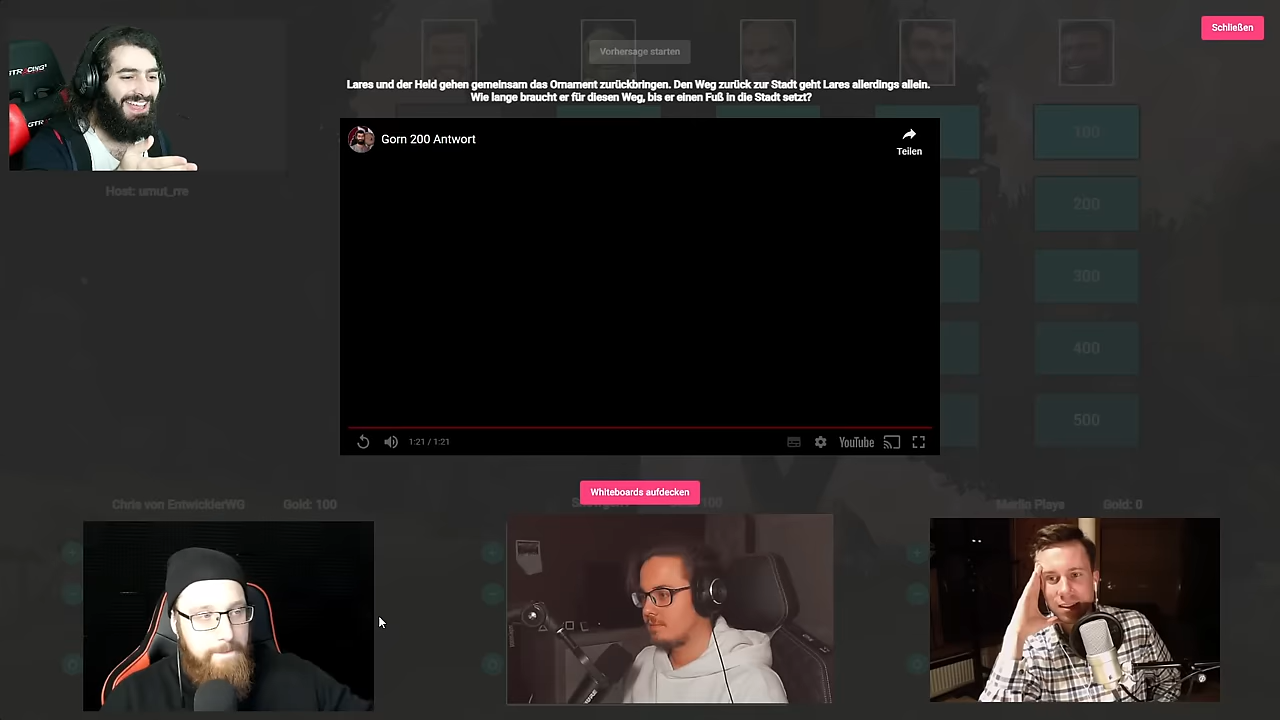 Schließen
Vorhersage starten
Lares und der Held gehen gemeinsam das Ornament zurückbringen. Den Weg zurück zur Stadt geht Lares allerdings allein.
Wie lange braucht er für diesen Weg, bis er einen Fuß in die Stadt setzt?
Gorn 200 Antwort
Teilen
100
Host: umut_rre
200
300
400
500
1:21 / 1:21
YouTube
Whiteboards aufdecken
Chris von EntwicklerWG Gold: 100
100
Merlin Plays Gold: 0